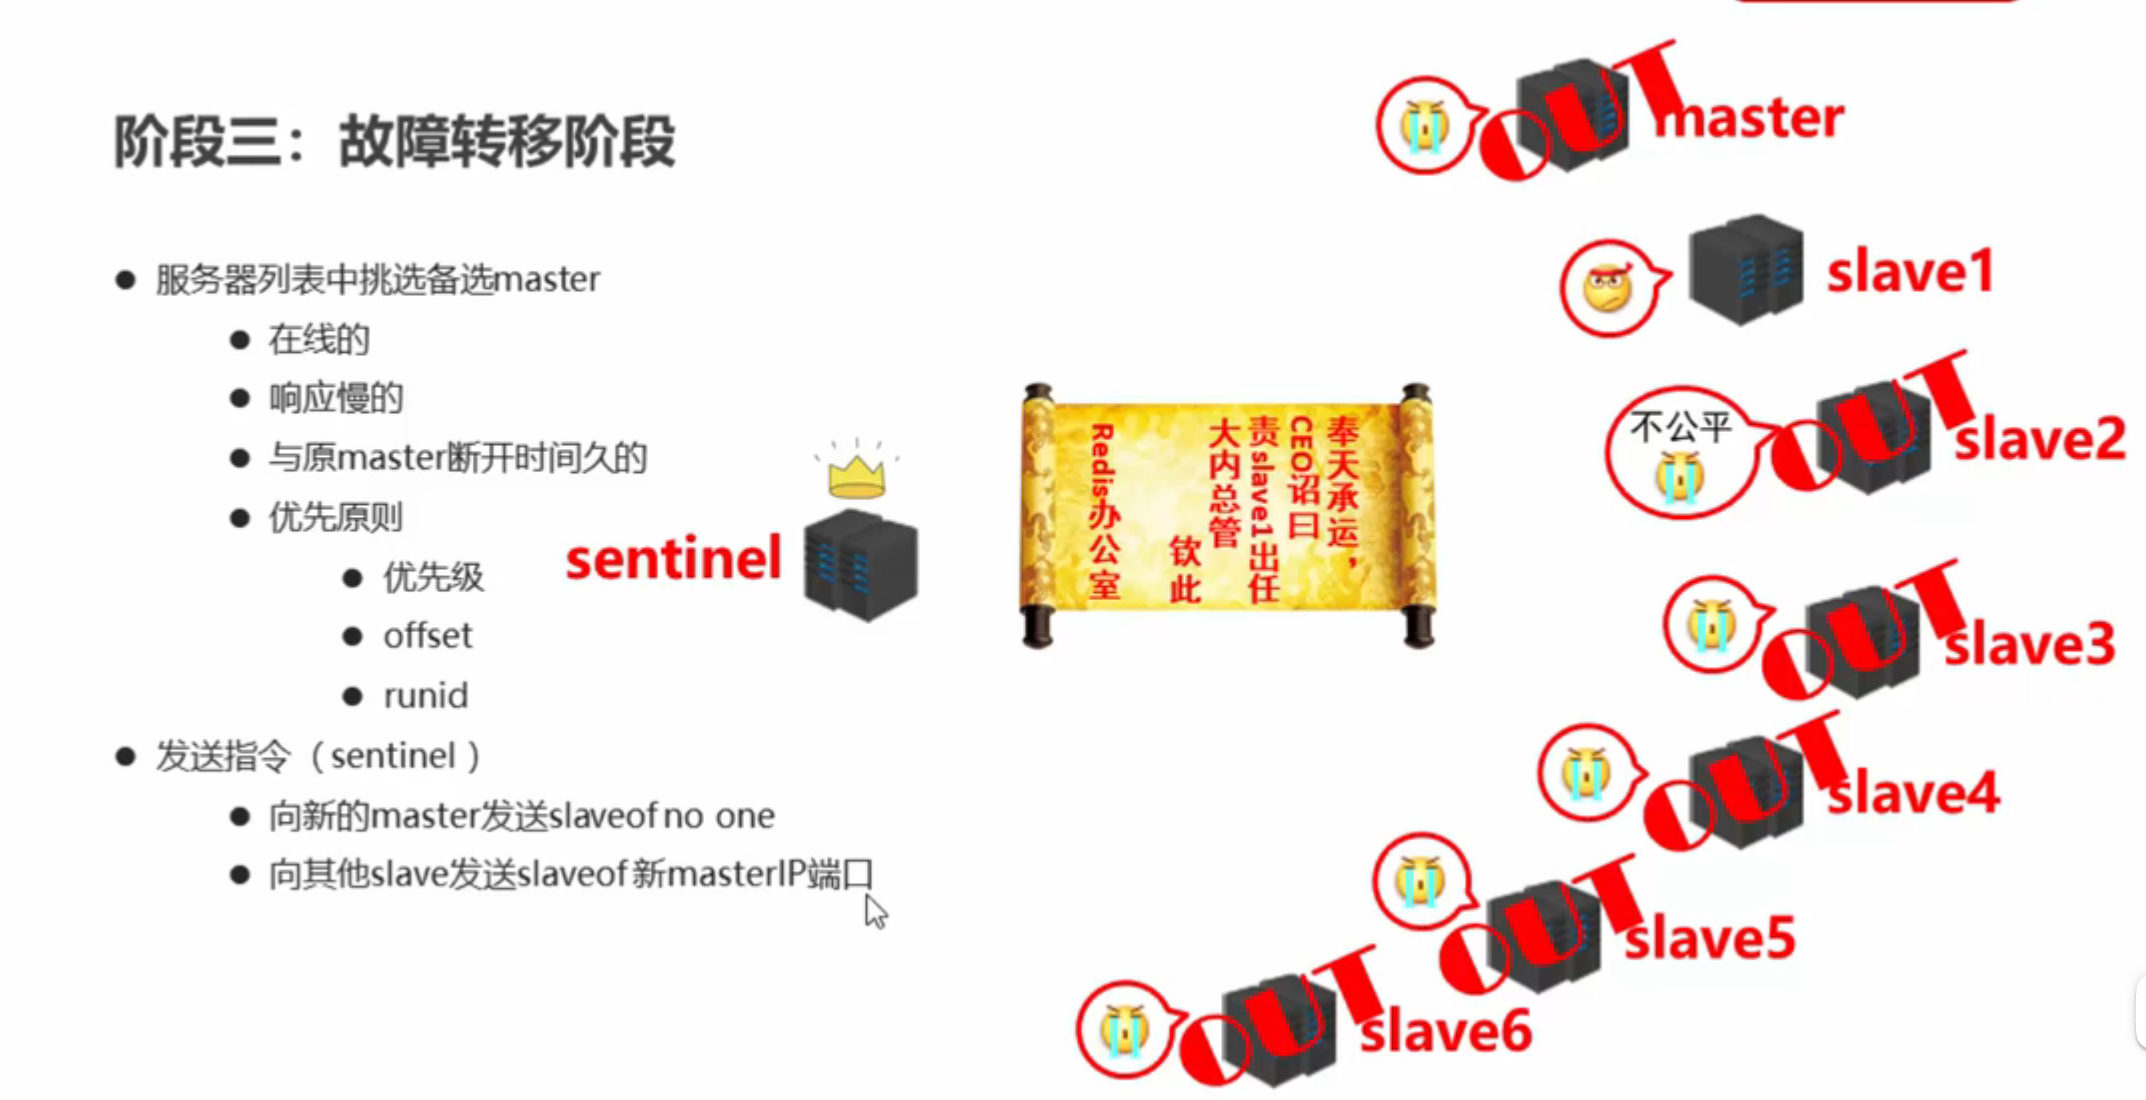 阶段三：故障转移阶段
● 服务器列表中挑选备选master
● 在线的
● 响应慢的
● 与原master断开时间久的
● 优先原则
● 优先级
● offset
● runid
● 发送指令（sentinel）
● 向新的master发送slaveof no one
● 向其他slave发送slaveof 新masterIP端口
sentinel
奉天承运，
CEO诏曰
责slave1出任
大内总管
钦此
Redis办公室
OUT
master
slave1
不公平
OUT
slave2
OUT
slave3
OUT
slave4
OUT
slave5
OUT
slave6